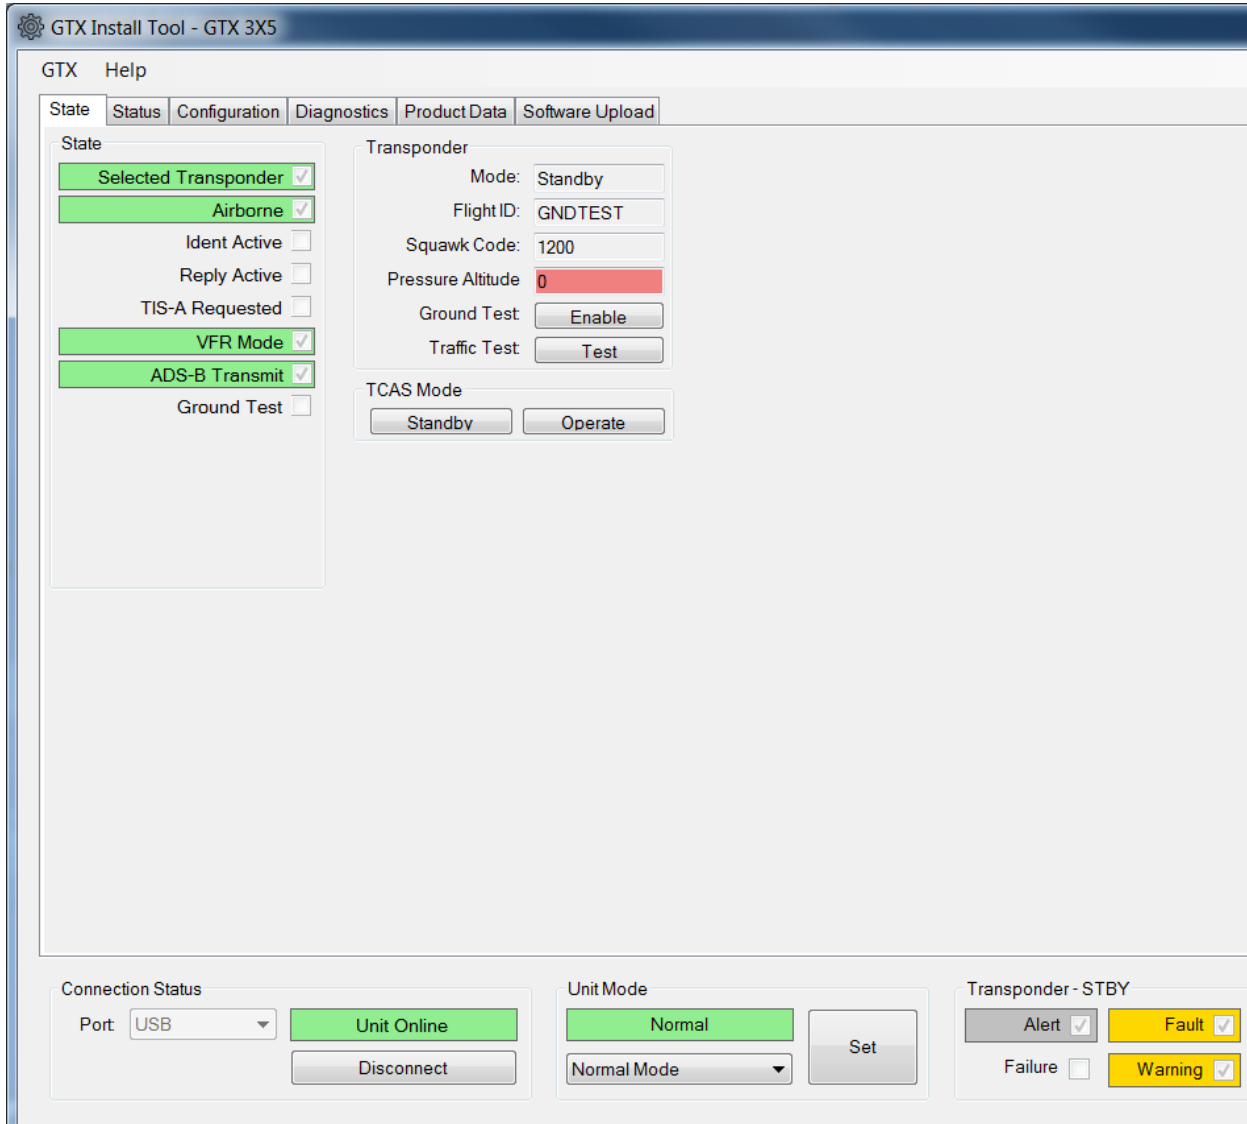 GTX Install Tool - GTX 3X5
GTX Help
State Status Configuration Diagnostics Product Data Software Upload
State
Selected Transponder
Airborne
Ident Active
Reply Active
TIS-A Requested
VFR Mode
ADS-B Transmit
Ground Test
Transponder
Mode: Standby
Flight ID: GNDTEST
Squawk Code: 1200
Pressure Altitude 0
Ground Test: Enable
Traffic Test: Test
TCAS Mode
Standby Operate
Connection Status
Port: USB Unit Online
Disconnect
Unit Mode
Normal
Normal Mode
Set
Transponder - STBY
Alert Fault
Failure Warning